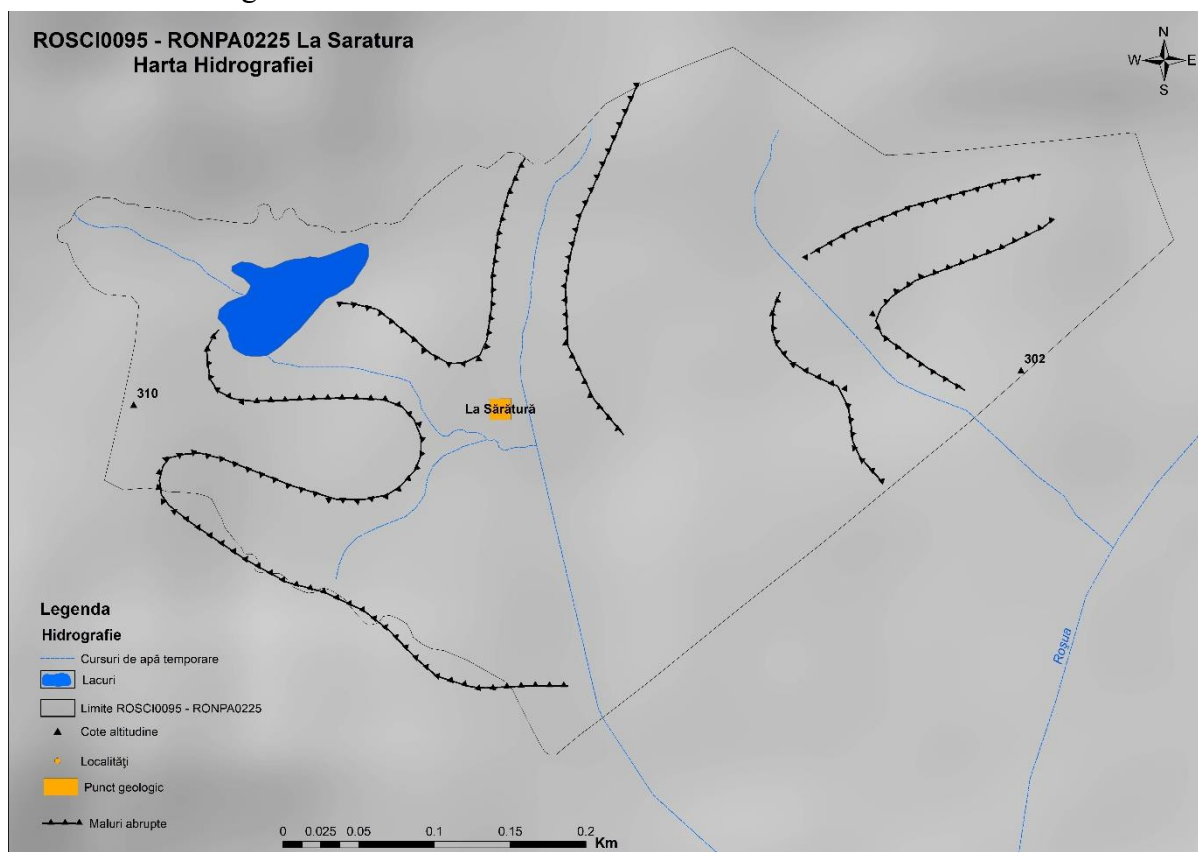 ROSCI0095 - RONPA0225 La Saratura
Harta Hidrografiei
N
W E
S
310
La Sărătură
302
Roşua
Legenda
Hidrografie
Cursuri de apă temporare
Lacuri
Limite ROSCI0095 - RONPA0225
Cote altitudine
Localităţi
Punct geologic
Maluri abrupte
0 0.025 0.05 0.1 0.15 0.2
Km